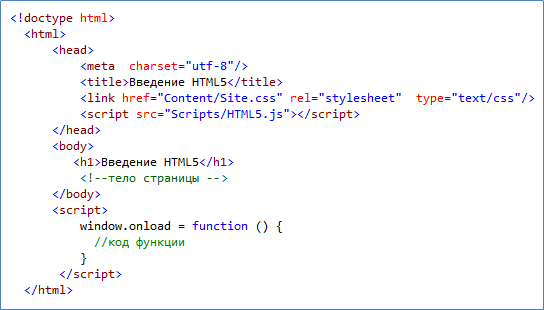 <!doctype html>
<html>
<head>
<meta  charset="utf-8"/>
<title>Введение HTML5</title>
<link href="Content/Site.css" rel="stylesheet"  type="text/css"/>
<script src="Scripts/HTML5.js"></script>
</head>
<body>
<h1>Введение HTML5</h1>
<!--тело страницы -->
</body>
<script>
window.onload = function () {
//код функции
}
</script>
</html>